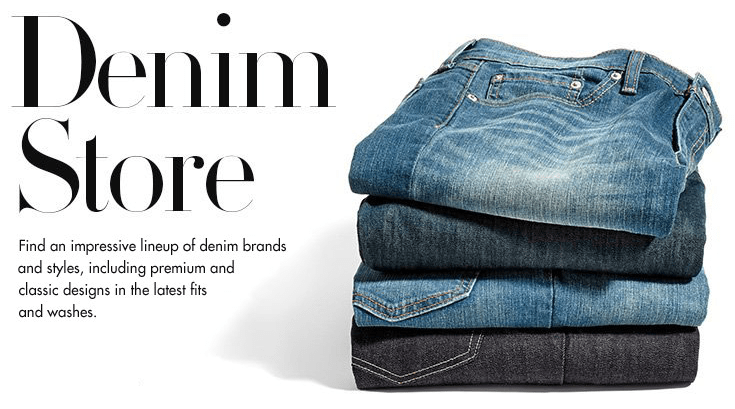 Denim
Store
Find an impressive lineup of denim brands
and styles, including premium and
classic designs in the latest fits
and washes.